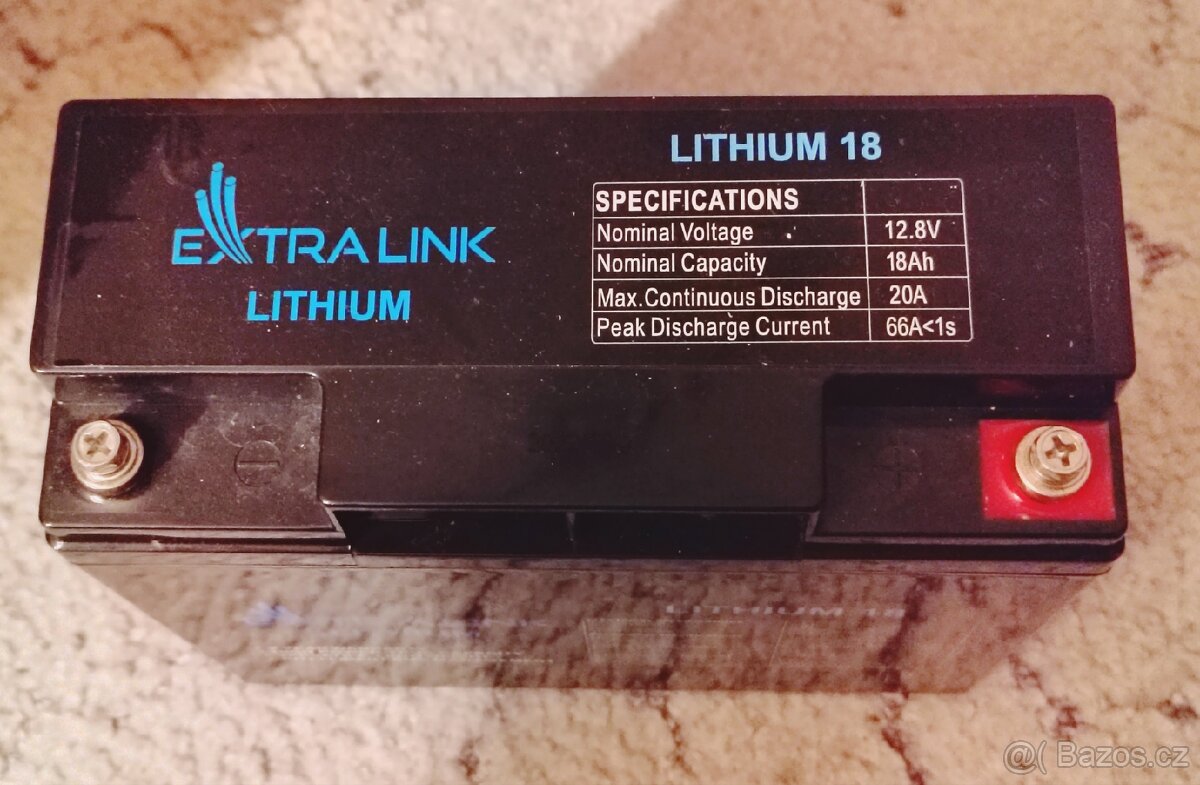 LITHIUM 18
EXTRALINK
LITHIUM
SPECIFICATIONS
Nominal Voltage 12.8V
Nominal Capacity 18Ah
Max.Continuous Discharge 20A
Peak Discharge Current 66A<1s
LITHIUM 18
@( Bazos.cz